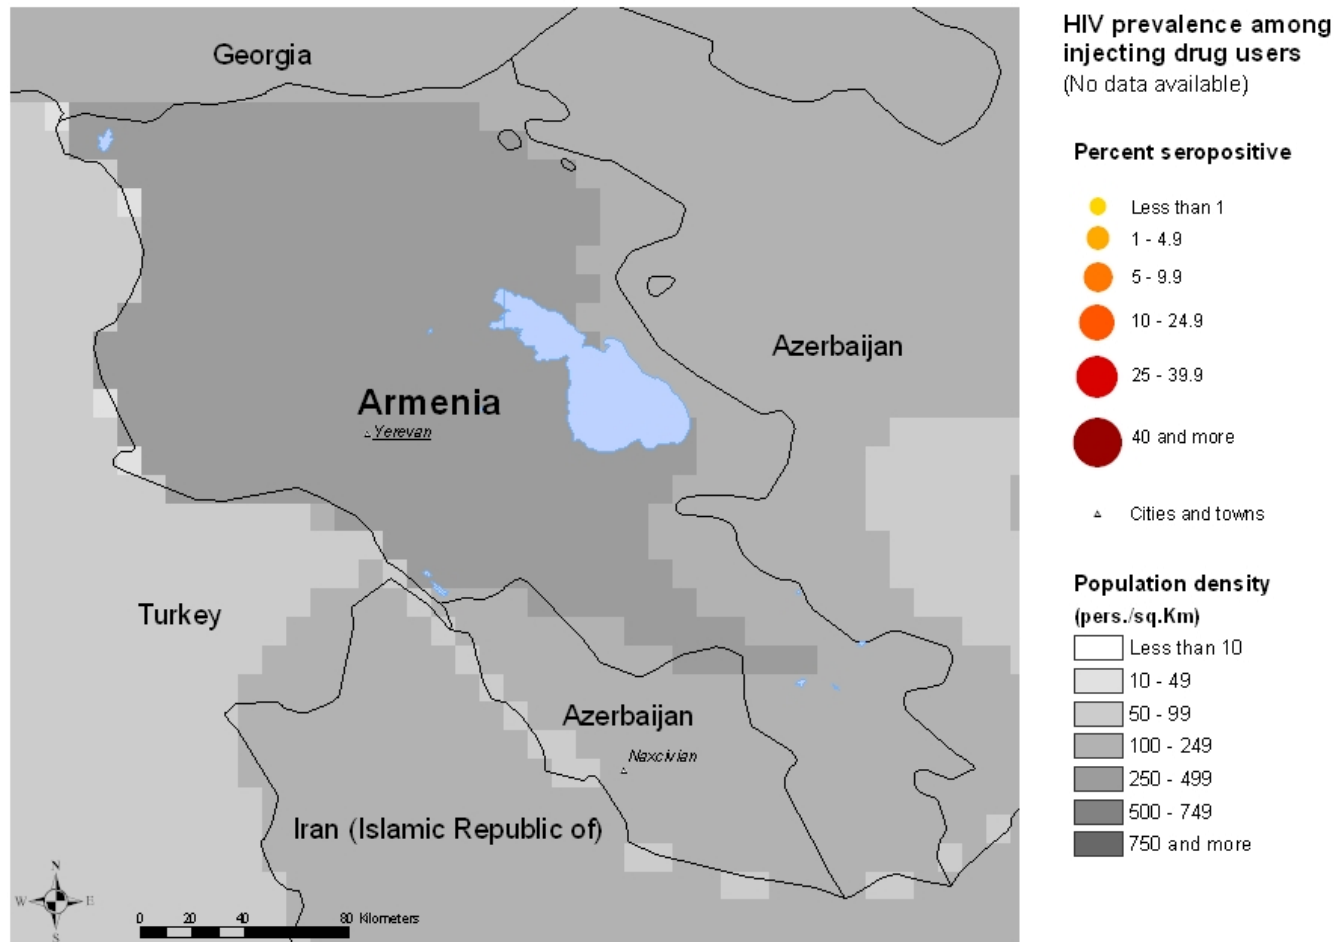 Georgia
Azerbaijan
Armenia
Yerevan
Turkey
Azerbaijan
Naxcivian
Iran (Islamic Republic of)
N
W E
S
0 20 40 80 Kilometers
HIV prevalence among
injecting drug users
(No data available)
Percent seropositive
Less than 1
1 - 4.9
5 - 9.9
10 - 24.9
25 - 39.9
40 and more
Cities and towns
Population density
(pers./sq.Km)
Less than 10
10 - 49
50 - 99
100 - 249
250 - 499
500 - 749
750 and more